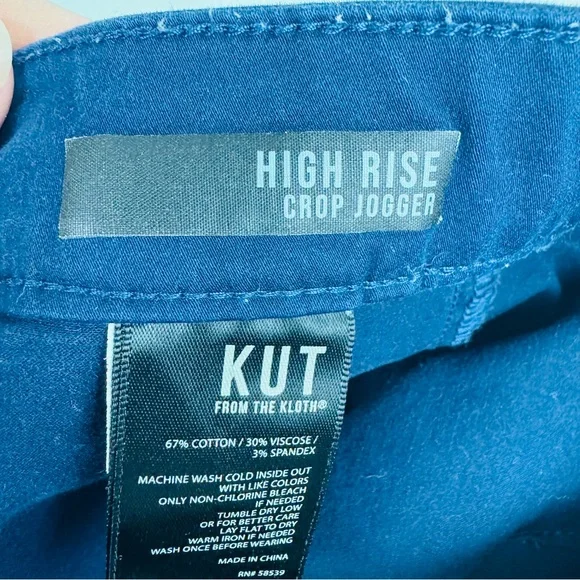 HIGH RISE
CROP JOGGER
KUT
FROM THE KLOTH®
67% COTTON / 30% VISCOSE /
3% SPANDEX
MACHINE WASH COLD INSIDE OUT
WITH LIKE COLORS
ONLY NON-CHLORINE BLEACH
IF NEEDED
TUMBLE DRY LOW
OR FOR BETTER CARE
LAY FLAT TO DRY
WARM IRON IF NEEDED
WASH ONCE BEFORE WEARING
MADE IN CHINA
RN# 58539